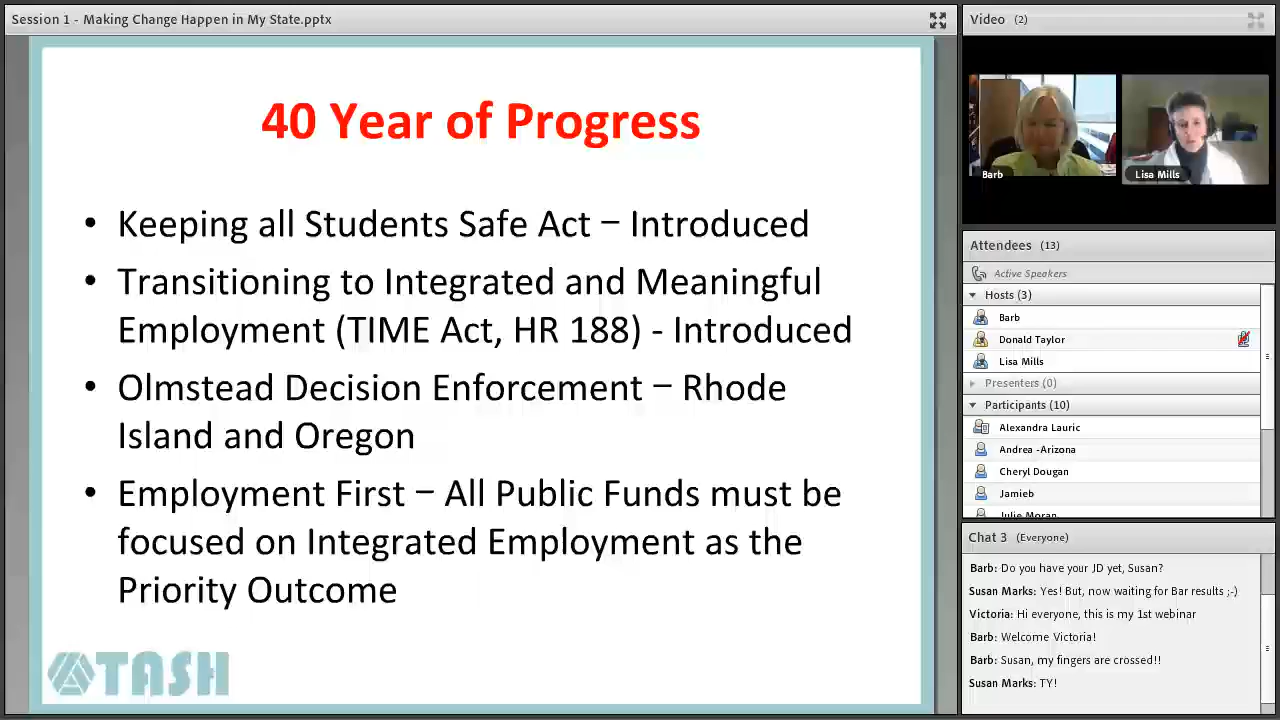 Session 1 - Making Change Happen in My State.pptx
40 Year of Progress
• Keeping all Students Safe Act – Introduced
• Transitioning to Integrated and Meaningful
Employment (TIME Act, HR 188) - Introduced
• Olmstead Decision Enforcement – Rhode
Island and Oregon
• Employment First – All Public Funds must be
focused on Integrated Employment as the
Priority Outcome
TASH
Video (2)
Barb
Lisa Mills
Attendees (13)
Active Speakers
Hosts (3)
Barb
Donald Taylor
Lisa Mills
Presenters (0)
Participants (10)
Alexandra Lauric
Andrea -Arizona
Cheryl Dougan
Jamieb
Julie Moran
Chat 3 (Everyone)
Barb: Do you have your JD yet, Susan?
Susan Marks: Yes! But, now waiting for Bar results ;-)
Victoria: Hi everyone, this is my 1st webinar
Barb: Welcome Victoria!
Barb: Susan, my fingers are crossed!!
Susan Marks: TY!